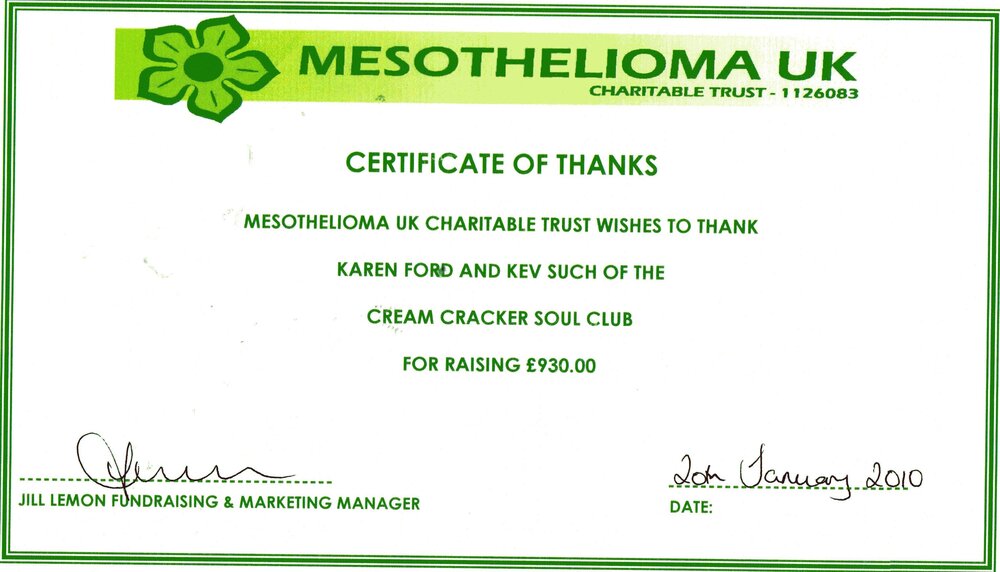 MESOTHELIOMA UK
CHARITABLE TRUST - 1126083
CERTIFICATE OF THANKS
MESOTHELIOMA UK CHARITABLE TRUST WISHES TO THANK
KAREN FORD AND KEV SUCH OF THE
CREAM CRACKER SOUL CLUB
FOR RAISING £930.00
20th January 2010
JILL LEMON FUNDRAISING & MARKETING MANAGER
DATE: